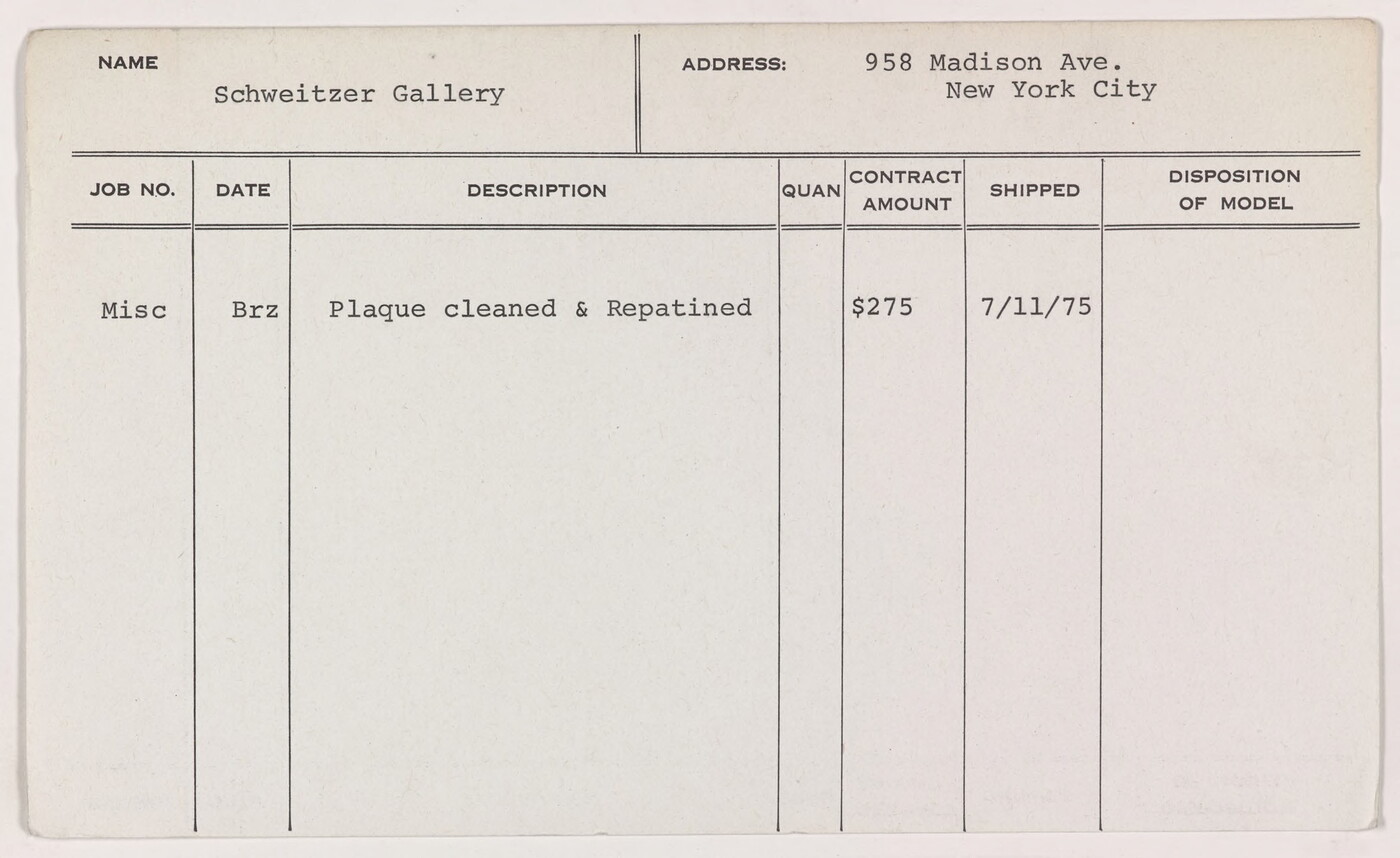 NAME
Schweitzer Gallery
ADDRESS: 958 Madison Ave.
New York City
JOB NO. DATE DESCRIPTION QUAN CONTRACT AMOUNT SHIPPED DISPOSITION OF MODEL
Misc Brz Plaque cleaned & Repatined $275 7/11/75